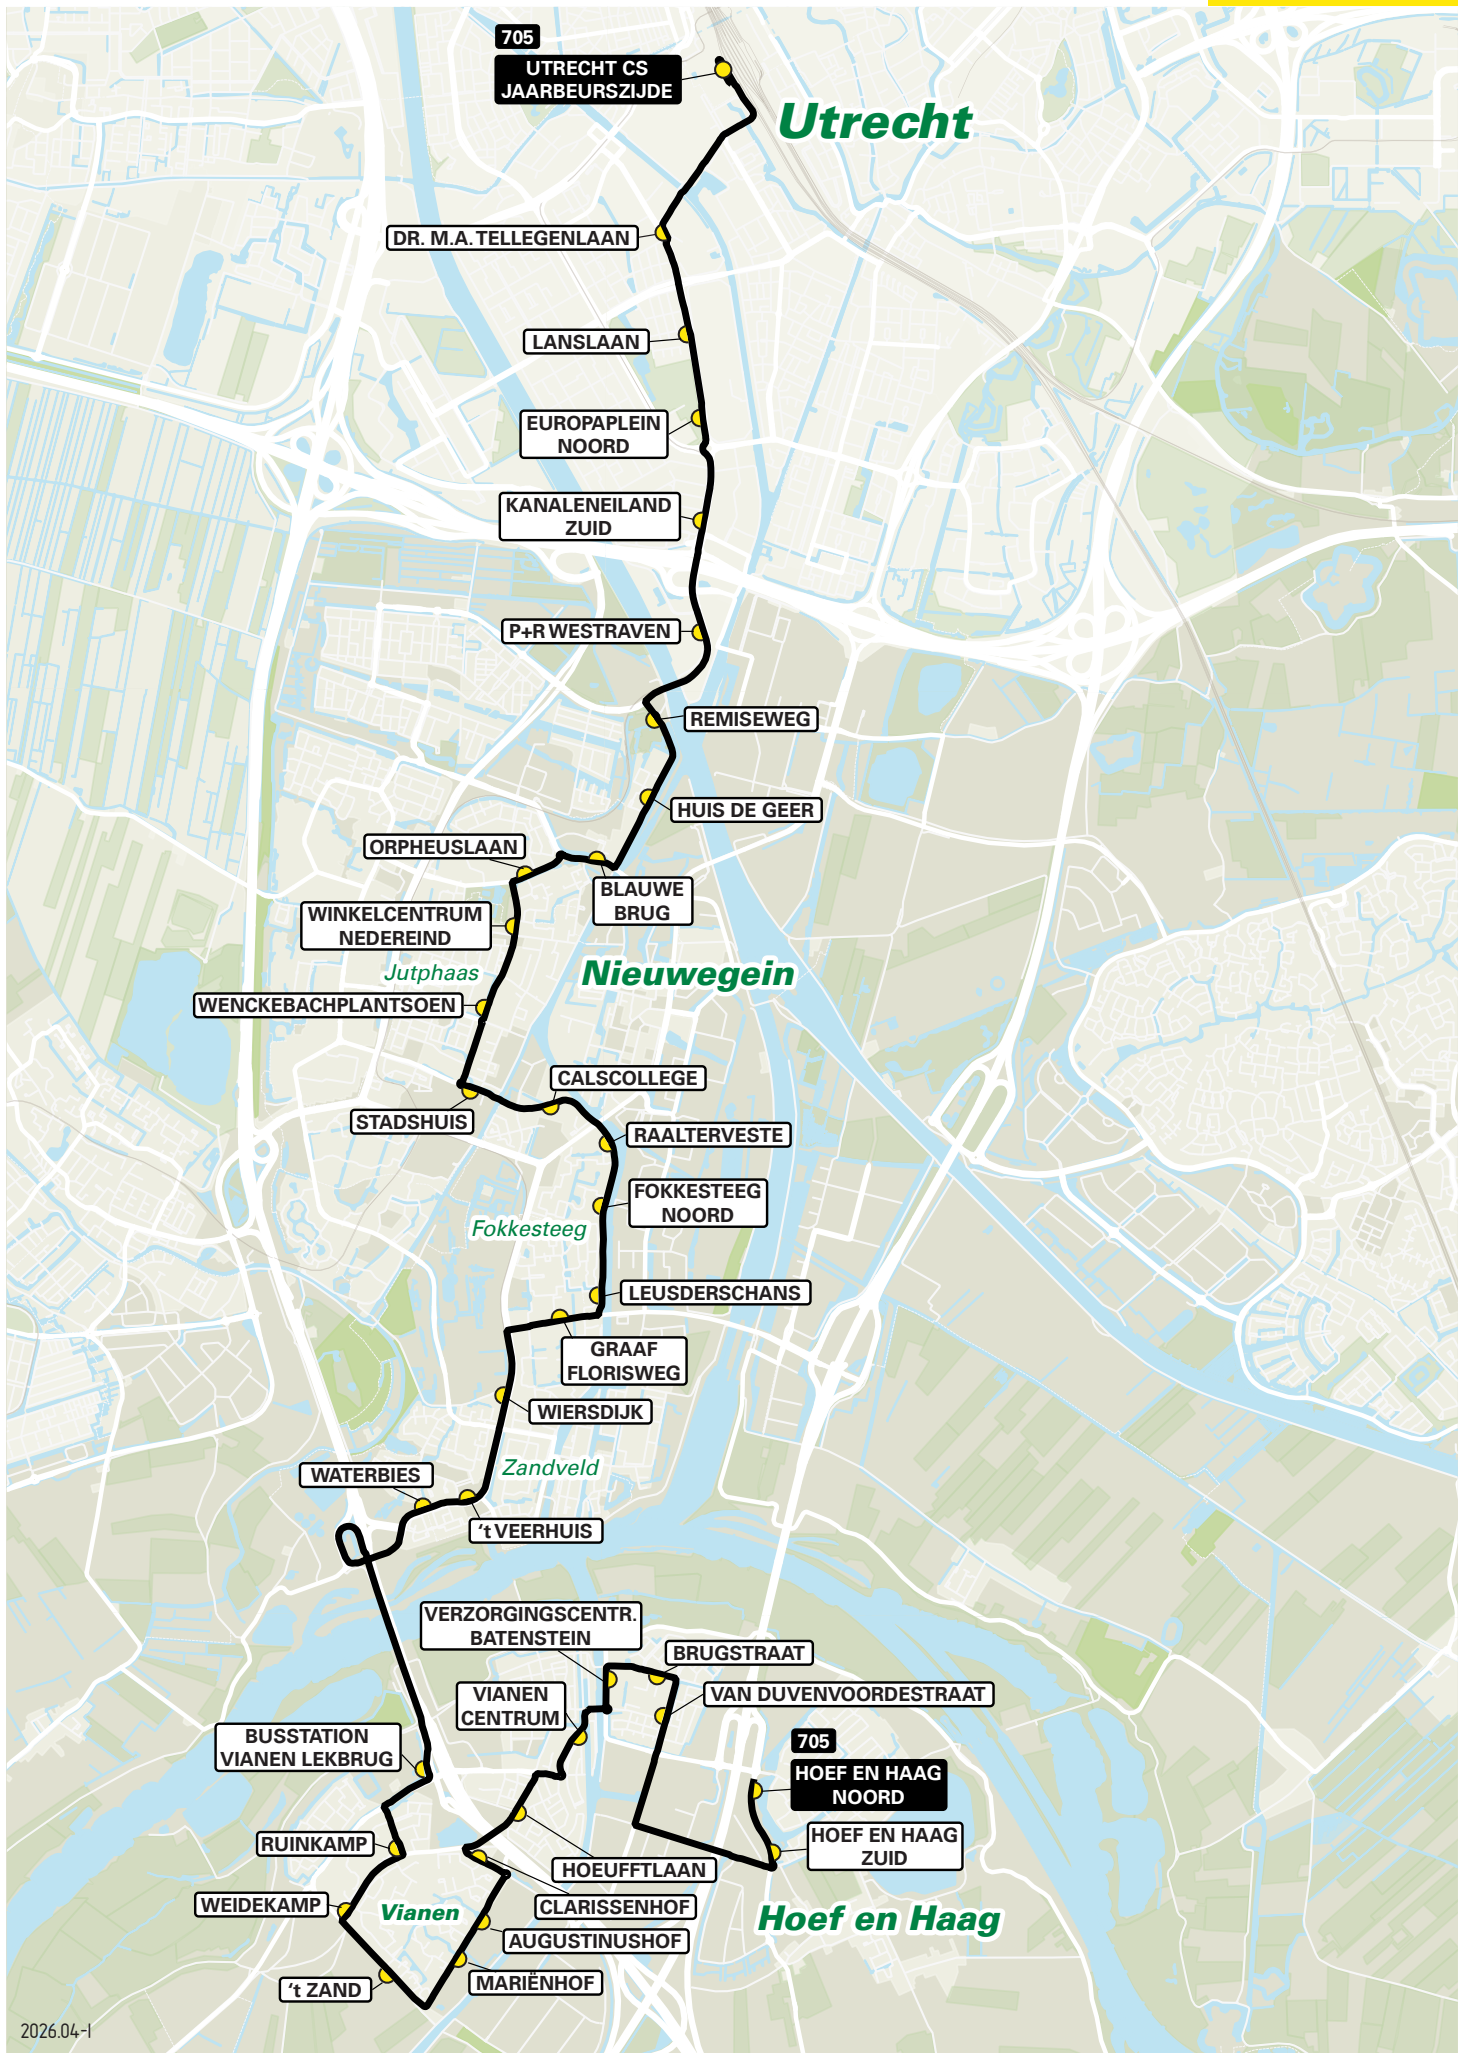 705
UTRECHT CS
JAARBEURSZIJDE
Utrecht
DR. M.A. TELLEGENLAAN
LANSLAAN
EUROPAPLEIN
NOORD
KANALENEILAND
ZUID
P+R WESTRAVEN
REMISEWEG
HUIS DE GEER
ORPHEUSLAAN
BLAUWE
BRUG
WINKELCENTRUM
NEDEREIND
Jutphaas
Nieuwegein
WENCKEBACHPLANTSOEN
CALSCOLLEGE
STADSHUIS
RAALTERVESTE
FOKKESTEEG
NOORD
Fokkesteeg
LEUSDERSCHANS
GRAAF
FLORISWEG
WIERSDIJK
Zandveld
WATERBIES
‘t VEERHUIS
VERZORGINGSCENTR.
BATENSTEIN
BRUGSTRAAT
VIANEN
CENTRUM
VAN DUVENVOORDESTRAAT
BUSSTATION
VIANEN LEKBRUG
705
HOEF EN HAAG
NOORD
RUINKAMP
HOEF EN HAAG
ZUID
HOEUFFTLAAN
WEIDEKAMP
CLARISSENHOF
Vianen
Hoef en Haag
AUGUSTINUSHOF
‘t ZAND
MARIËNHOF
2026.04-I